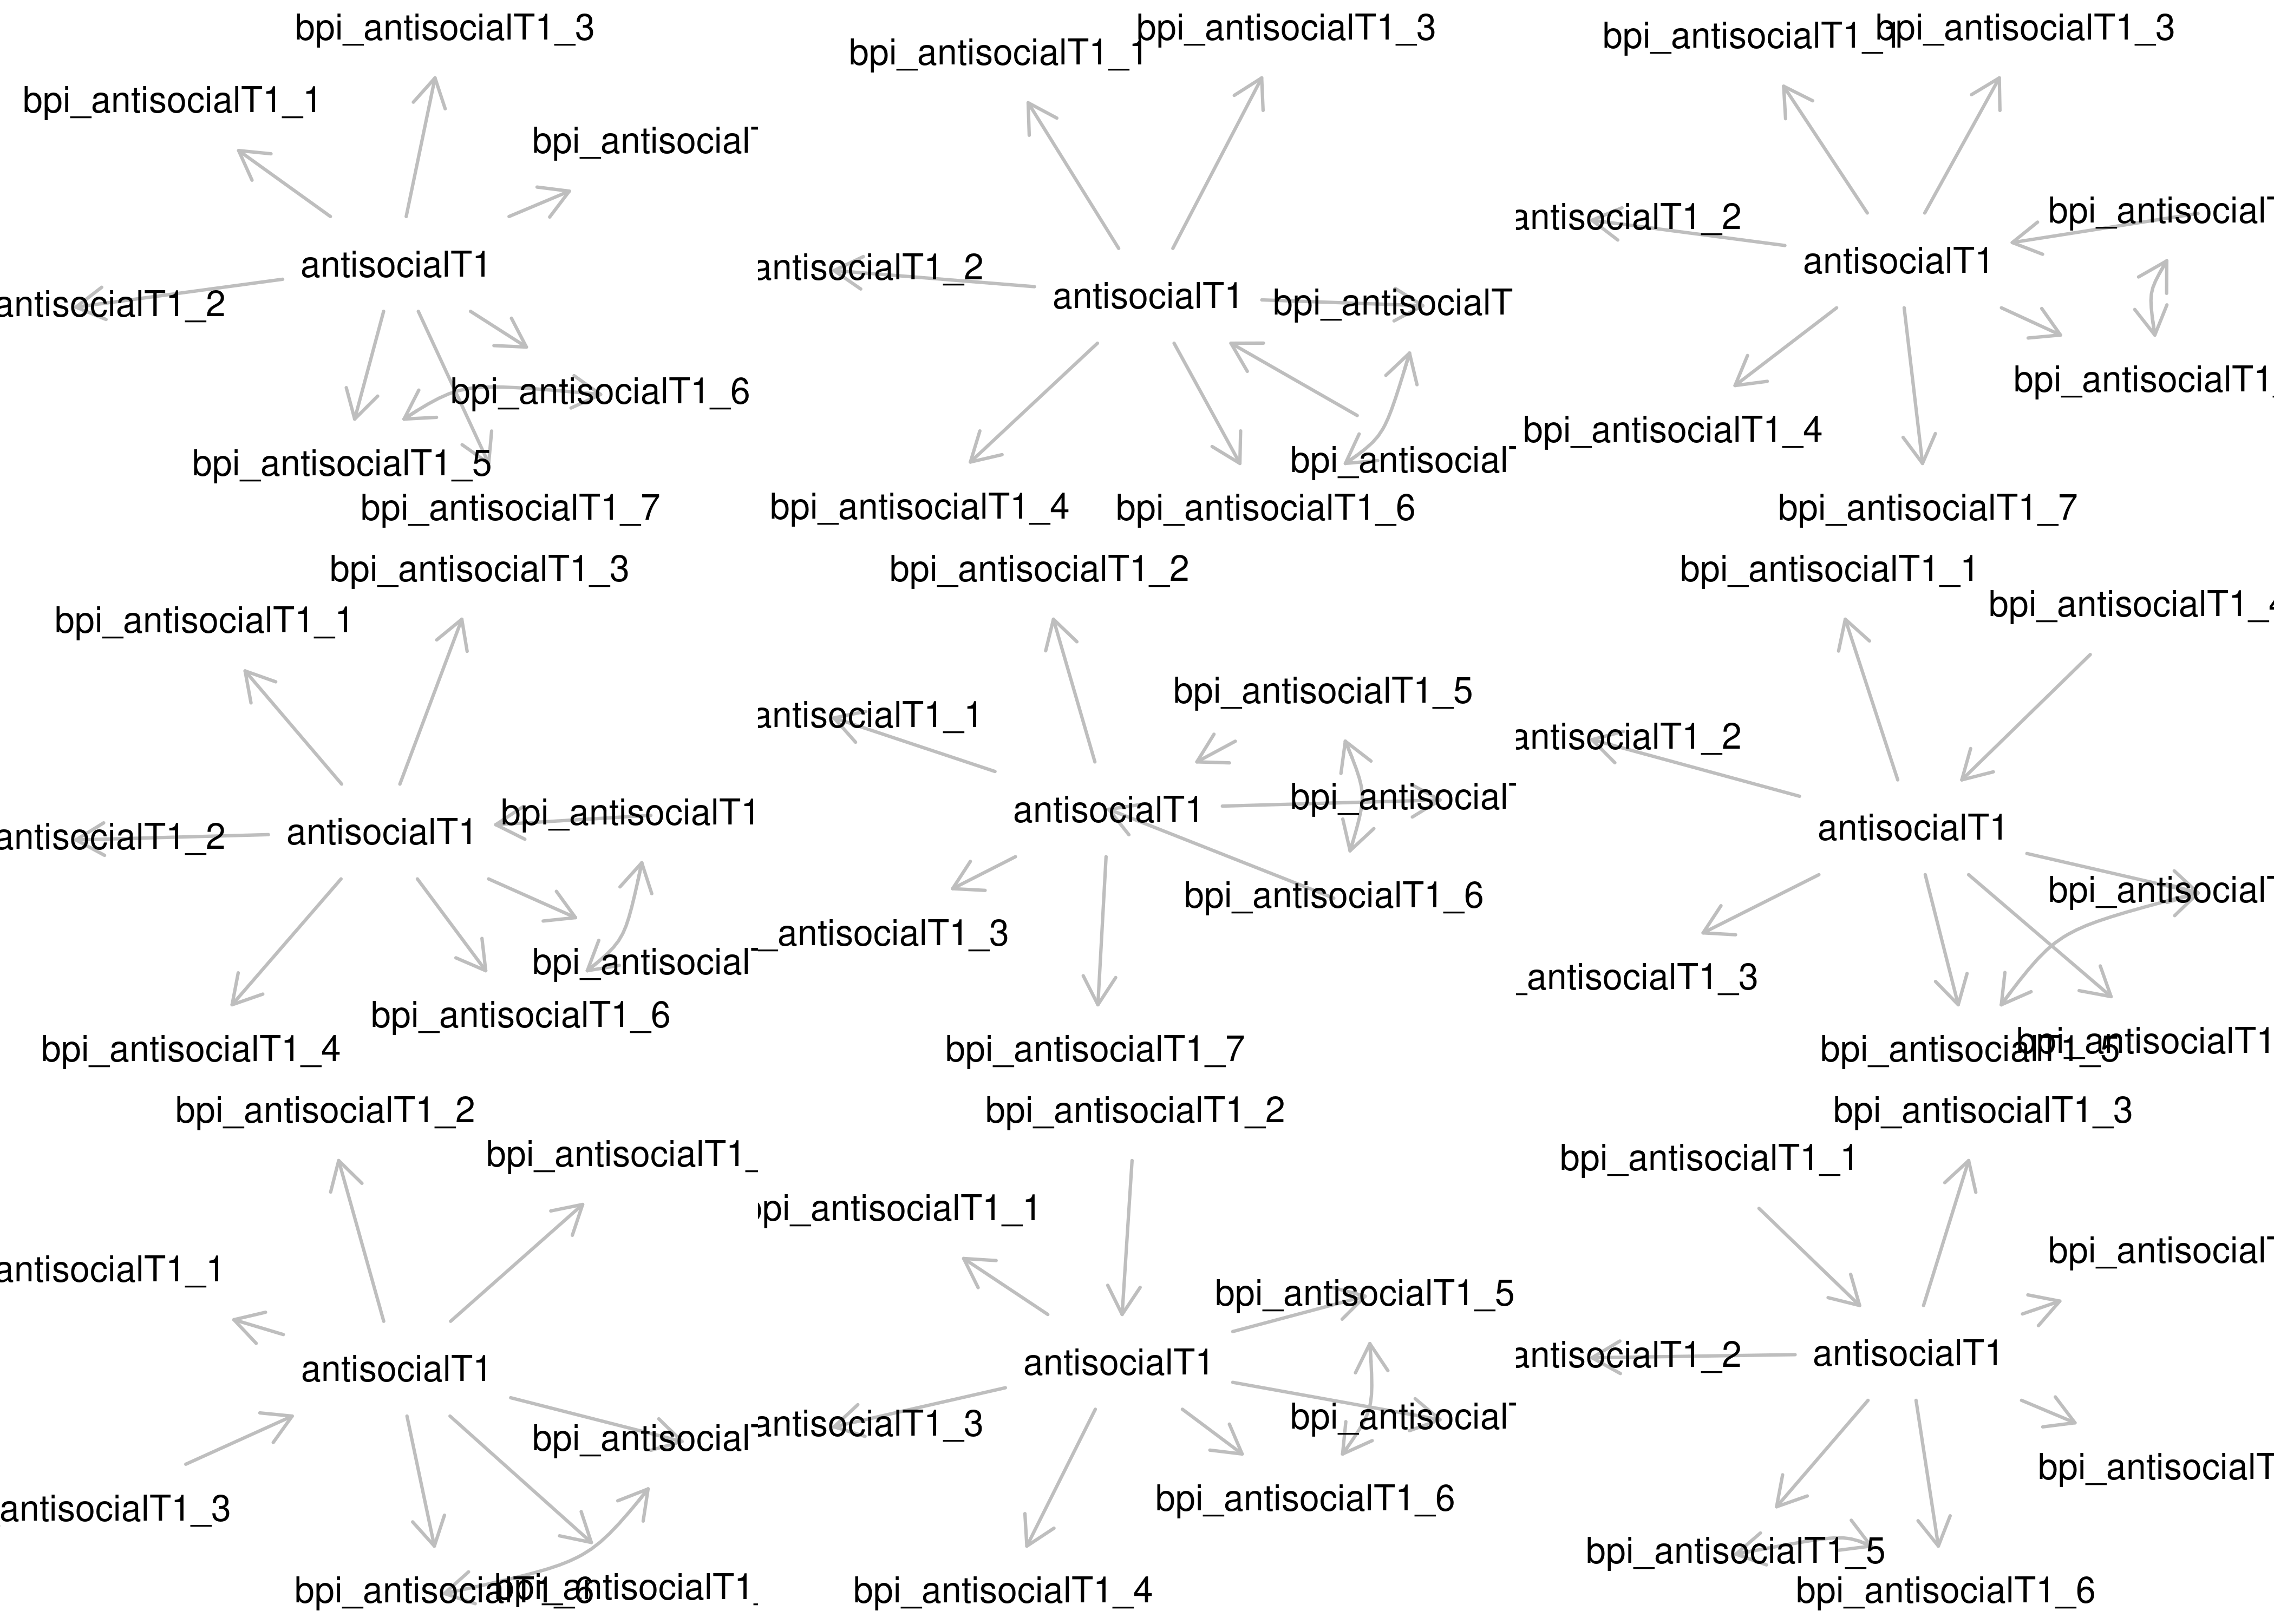 bpi_antisocialT1_3
bpi_antisocialT1_1
bpi_antisocial
antisocialT1
antisocialT1_2
bpi_antisocialT1_6
bpi_antisocialT1_5
bpi_antisocialT1_7
bpi_antisocialT1_3
bpi_antisocialT1_1
antisocialT1_2
antisocialT1
bpi_antisocialT
bpi_antisocial
bpi_antisocialT1_4
bpi_antisocialT1_6
bpi_antisocialT1_1
bpi_antisocialT1_3
antisocialT1_2
bpi_antisocial
antisocialT1
bpi_antisocialT1_
bpi_antisocialT1_4
bpi_antisocialT1_7
bpi_antisocialT1_3
bpi_antisocialT1_1
bpi_antisocialT1
antisocialT1_2
antisocialT1
bpi_antisocial
bpi_antisocialT1_6
bpi_antisocialT1_4
bpi_antisocialT1_2
bpi_antisocialT1_5
antisocialT1_1
bpi_antisocial
antisocialT1
bpi_antisocialT1_6
_antisocialT1_3
bpi_antisocialT1_7
bpi_antisocialT1_1
bpi_antisocialT1_4
antisocialT1_2
antisocialT1
bpi_antisocial
_antisocialT1_3
bpi_antisocialT1_5
bpi_antisocialT1
bpi_antisocialT1_2
bpi_antisocialT1_
antisocialT1_1
antisocialT1
bpi_antisocial
antisocialT1_3
bpi_antisocialT1_6
bpi_antisocialT1_
bpi_antisocialT1_2
bpi_antisocialT1_1
bpi_antisocialT1_5
antisocialT1
bpi_antisocial
antisocialT1_3
bpi_antisocialT1_6
bpi_antisocialT1_4
bpi_antisocialT1_3
bpi_antisocialT1_1
bpi_antisocial
antisocialT1_2
antisocialT1
bpi_antisocialT
bpi_antisocialT1_5
bpi_antisocialT1_6